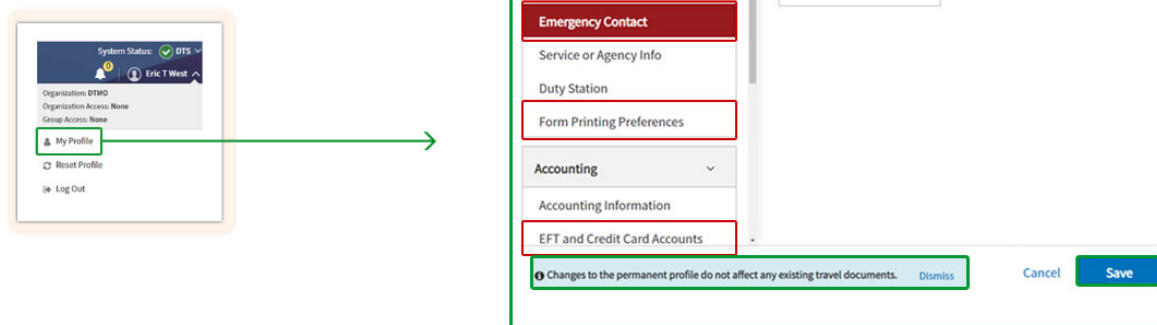 System Status: DTS
0
Eric T West
Organization: DTMO
Organization Access: None
Group Access: None
My Profile
Reset Profile
Log Out
Emergency Contact
Service or Agency Info
Duty Station
Form Printing Preferences
Accounting
Accounting Information
EFT and Credit Card Accounts
Changes to the permanent profile do not affect any existing travel documents. Dismiss
Cancel Save